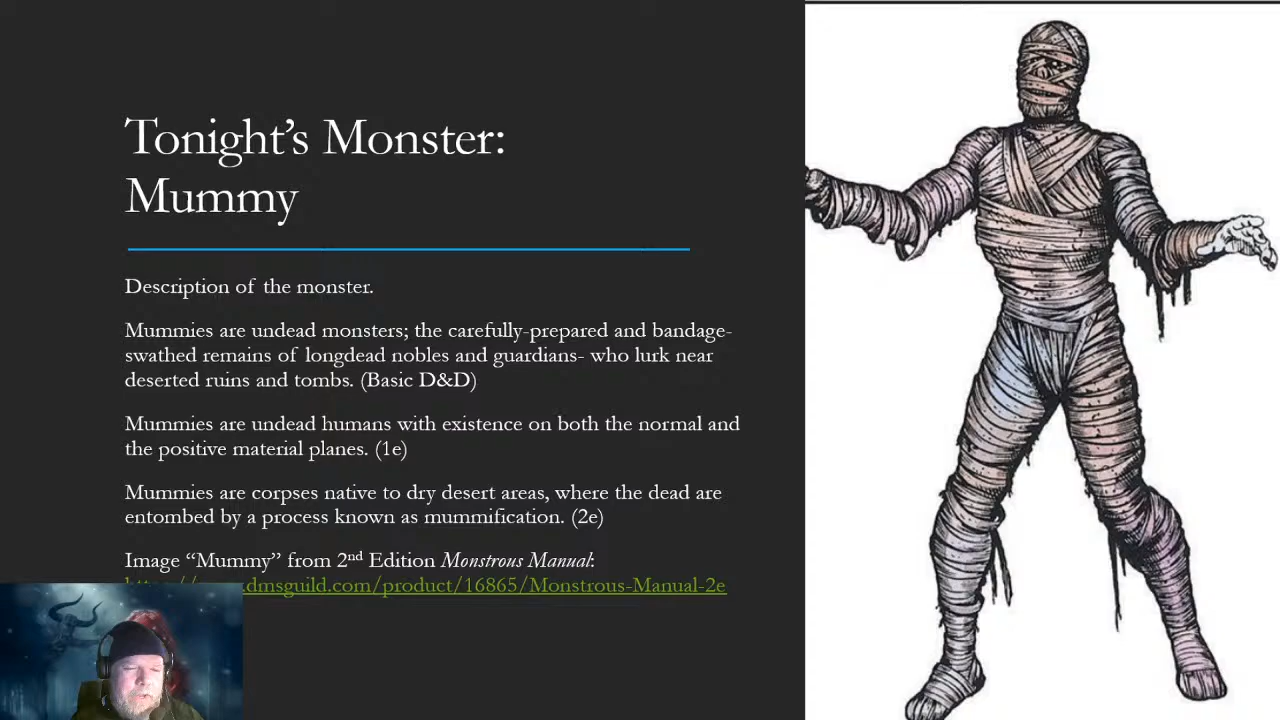 Tonight's Monster:
Mummy
Description of the monster.
Mummies are undead monsters; the carefully-prepared and bandage-
swathed remains of longdead nobles and guardians- who lurk near
deserted ruins and tombs. (Basic D&D)
Mummies are undead humans with existence on both the normal and
the positive material planes. (1e)
Mummies are corpses native to dry desert areas, where the dead are
entombed by a process known as mummification. (2e)
Image “Mummy” from 2nd Edition Monstrous Manual:
.dmsguild.com/product/16865/Monstrous-Manual-2e